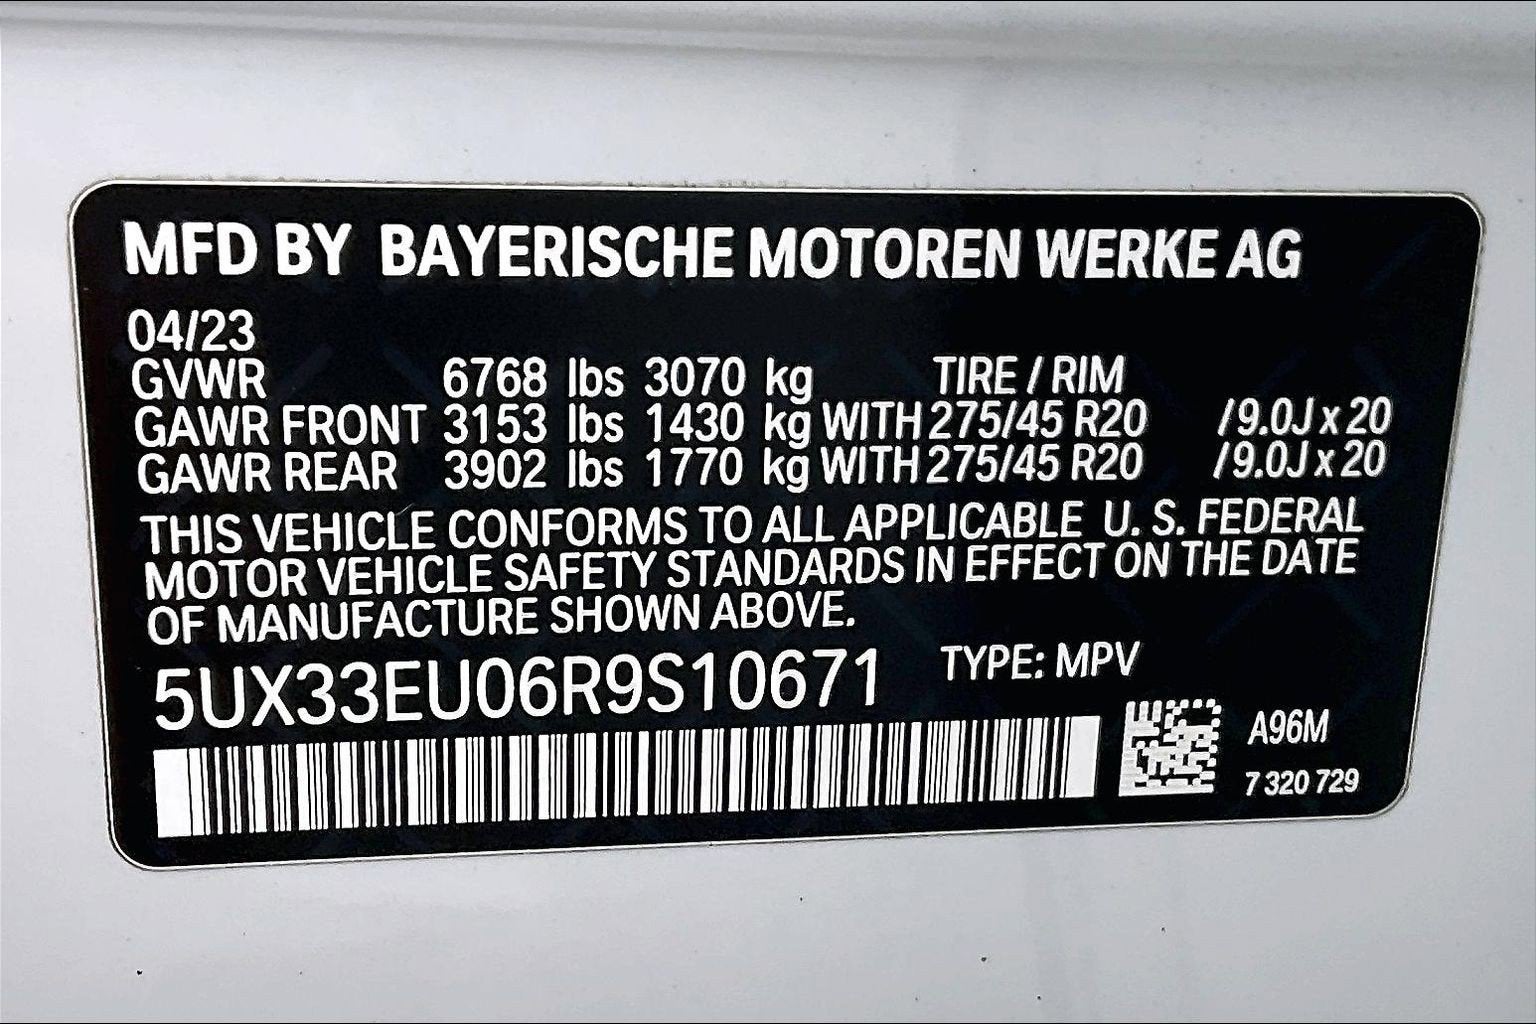 MFD BY BAYERISCHE MOTOREN WERKE AG
04/23
GVWR 6768 lbs 3070 kg TIRE / RIM
GAWR FRONT 3153 lbs 1430 kg WITH 275/45 R20 /9.0J x 20
GAWR REAR 3902 lbs 1770 kg WITH 275/45 R20 /9.0J x 20
THIS VEHICLE CONFORMS TO ALL APPLICABLE U. S. FEDERAL
MOTOR VEHICLE SAFETY STANDARDS IN EFFECT ON THE DATE
OF MANUFACTURE SHOWN ABOVE.
5UX33EU06R9S10671 TYPE: MPV
A96M
7 320 729